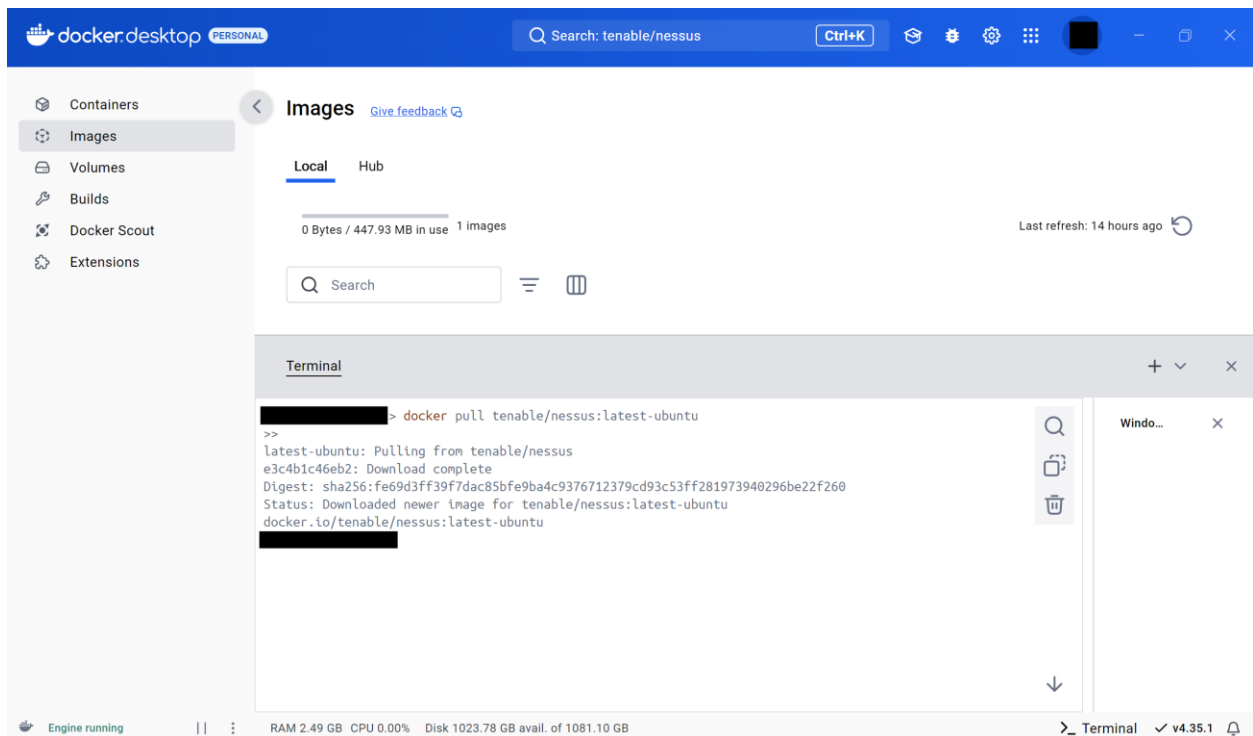 docker.desktop PERSONAL Search: tenable/nessus Ctrl+K
Containers
Images
Volumes
Builds
Docker Scout
Extensions
Images Give feedback
Local Hub
0 Bytes / 447.93 MB in use 1 images
Last refresh: 14 hours ago
Search
Terminal
> docker pull tenable/nessus:latest-ubuntu
>>
latest-ubuntu: Pulling from tenable/nessus
e3c4b1c46eb2: Download complete
Digest: sha256:fe69d3ff39f7dac85bfe9ba4c9376712379cd93c53ff281973940296be22f260
Status: Downloaded newer image for tenable/nessus:latest-ubuntu
docker.io/tenable/nessus:latest-ubuntu
Windo...
Engine running RAM 2.49 GB CPU 0.00% Disk 1023.78 GB avail. of 1081.10 GB >_ Terminal v4.35.1